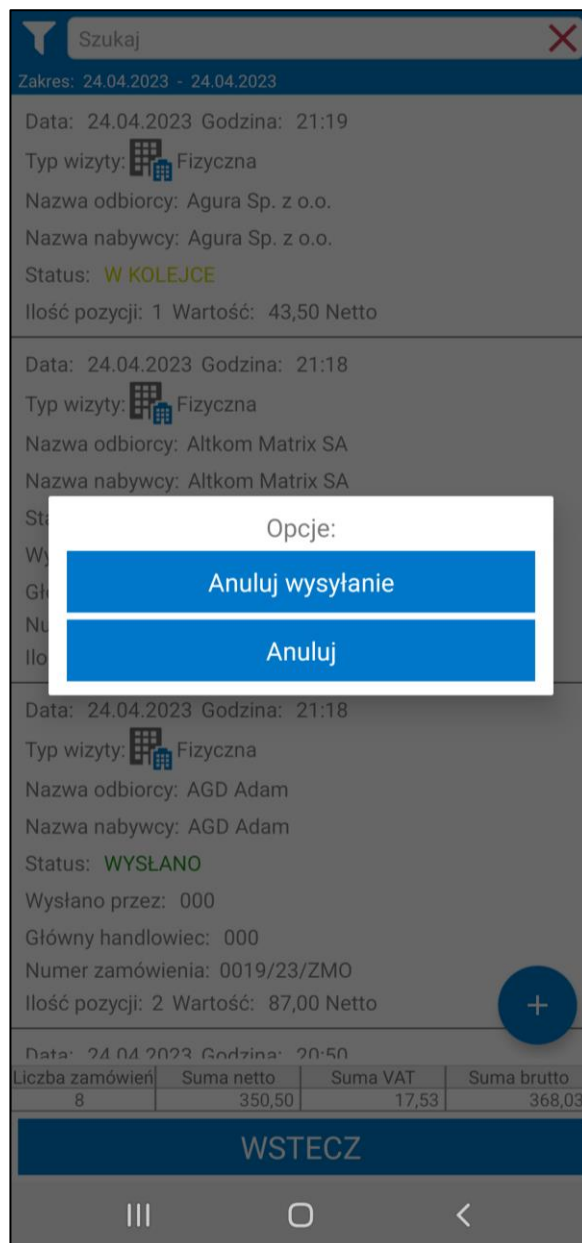 Szukaj
Zakres: 24.04.2023 - 24.04.2023
Data: 24.04.2023 Godzina: 21:19
Typ wizyty: Fizyczna
Nazwa odbiorcy: Agura Sp. z o.o.
Nazwa nabywcy: Agura Sp. z o.o.
Status: W KOLEJCE
Ilość pozycji: 1 Wartość: 43,50 Netto
Data: 24.04.2023 Godzina: 21:18
Typ wizyty: Fizyczna
Nazwa odbiorcy: Altkom Matrix SA
Nazwa nabywcy: Altkom Matrix SA
Opcje:
Anuluj wysyłanie
Anuluj
Data: 24.04.2023 Godzina: 21:18
Typ wizyty: Fizyczna
Nazwa odbiorcy: AGD Adam
Nazwa nabywcy: AGD Adam
Status: WYSŁANO
Wysłano przez: 000
Główny handlowiec: 000
Numer zamówienia: 0019/23/ZMO
Ilość pozycji: 2 Wartość: 87,00 Netto
+
Data: 24.04.2023 Godzina: 20:50
Liczba zamówień Suma netto Suma VAT Suma brutto
8 350,50 17,53 368,03
WSTECZ